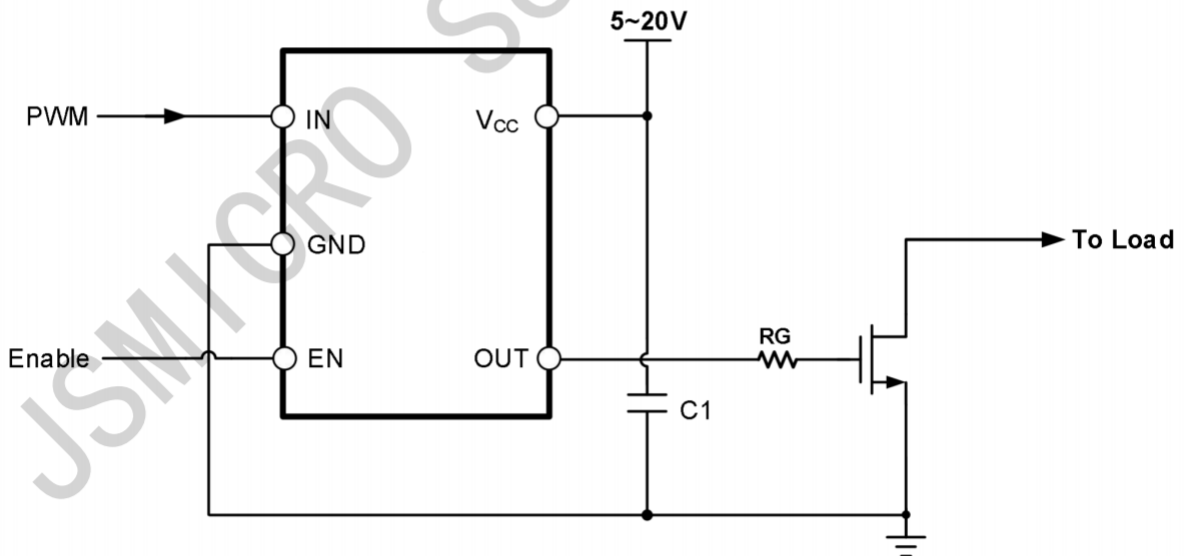 5~20V
PWM
IN
VCC
GND
To Load
RG
Enable
EN
OUT
C1
JSMICRO